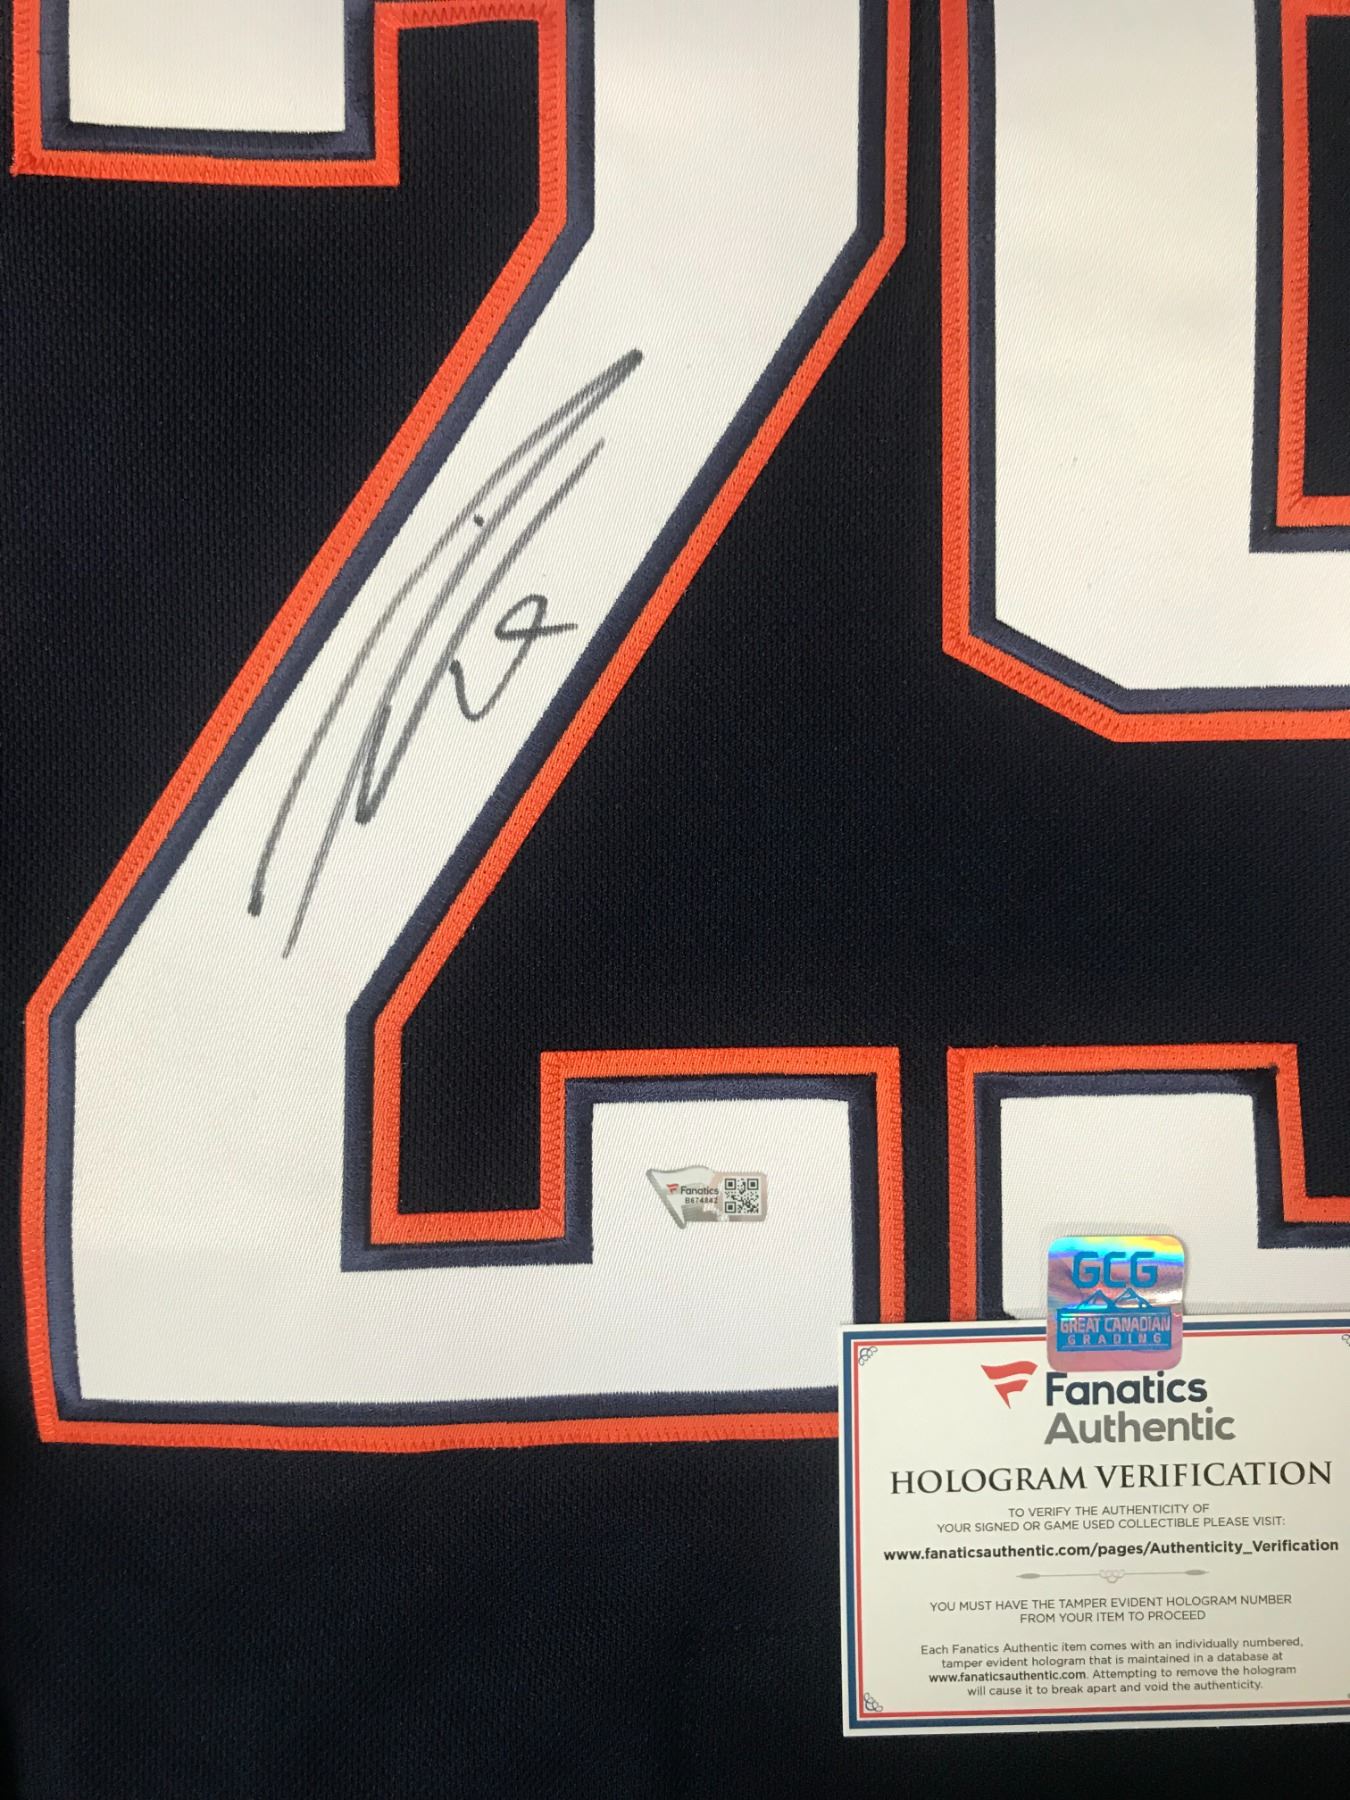 29
Fanatics
B674842
GCG
GREAT CANADIAN
GRADING
Fanatics
Authentic
HOLOGRAM VERIFICATION
TO VERIFY THE AUTHENTICITY OF
YOUR SIGNED OR GAME USED COLLECTIBLE PLEASE VISIT:
www.fanaticsauthentic.com/pages/Authenticity_Verification
YOU MUST HAVE THE TAMPER EVIDENT HOLOGRAM NUMBER
FROM YOUR ITEM TO PROCEED
Each Fanatics Authentic item comes with an individually numbered,
tamper evident hologram that is maintained in a database at
www.fanaticsauthentic.com. Attempting to remove the hologram
will cause it to break apart and void the authenticity.